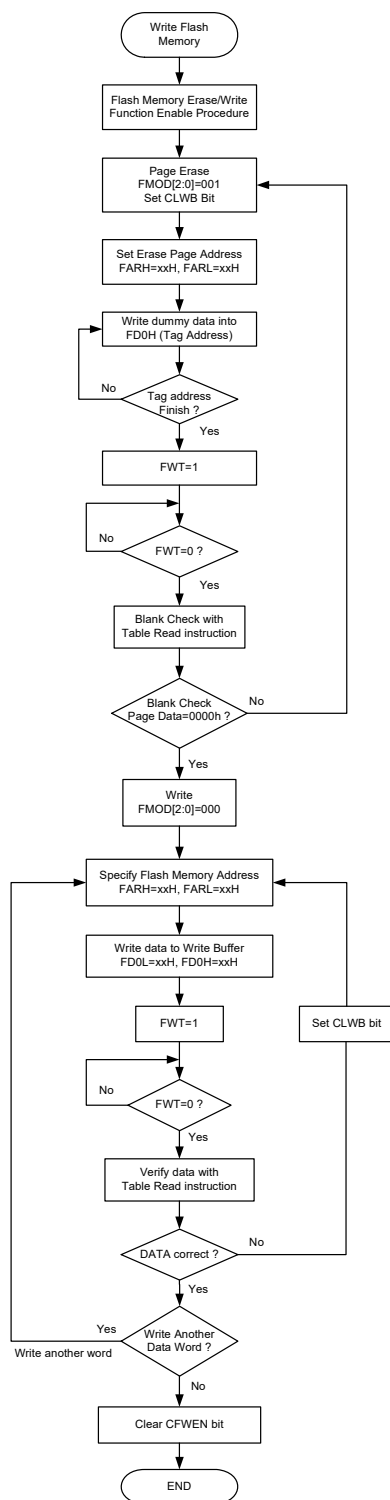 Write Flash
Memory
Flash Memory Erase/Write
Function Enable Procedure
Page Erase
FMOD[2:0]=001
Set CLWB Bit
Set Erase Page Address
FARH=xxH, FARL=xxH
Write dummy data into
FD0H (Tag Address)
No
Tag address
Finish ?
Yes
FWT=1
No
FWT=0 ?
Yes
Blank Check with
Table Read instruction
No
Blank Check
Page Data=0000h ?
Yes
Write
FMOD[2:0]=000
Specify Flash Memory Address
FARH=xxH, FARL=xxH
Write data to Write Buffer
FD0L=xxH, FD0H=xxH
FWT=1
Set CLWB bit
No
FWT=0 ?
Yes
Verify data with
Table Read instruction
No
DATA correct ?
Yes
Yes
Write Another
Data Word ?
Write another word
No
Clear CFWEN bit
END